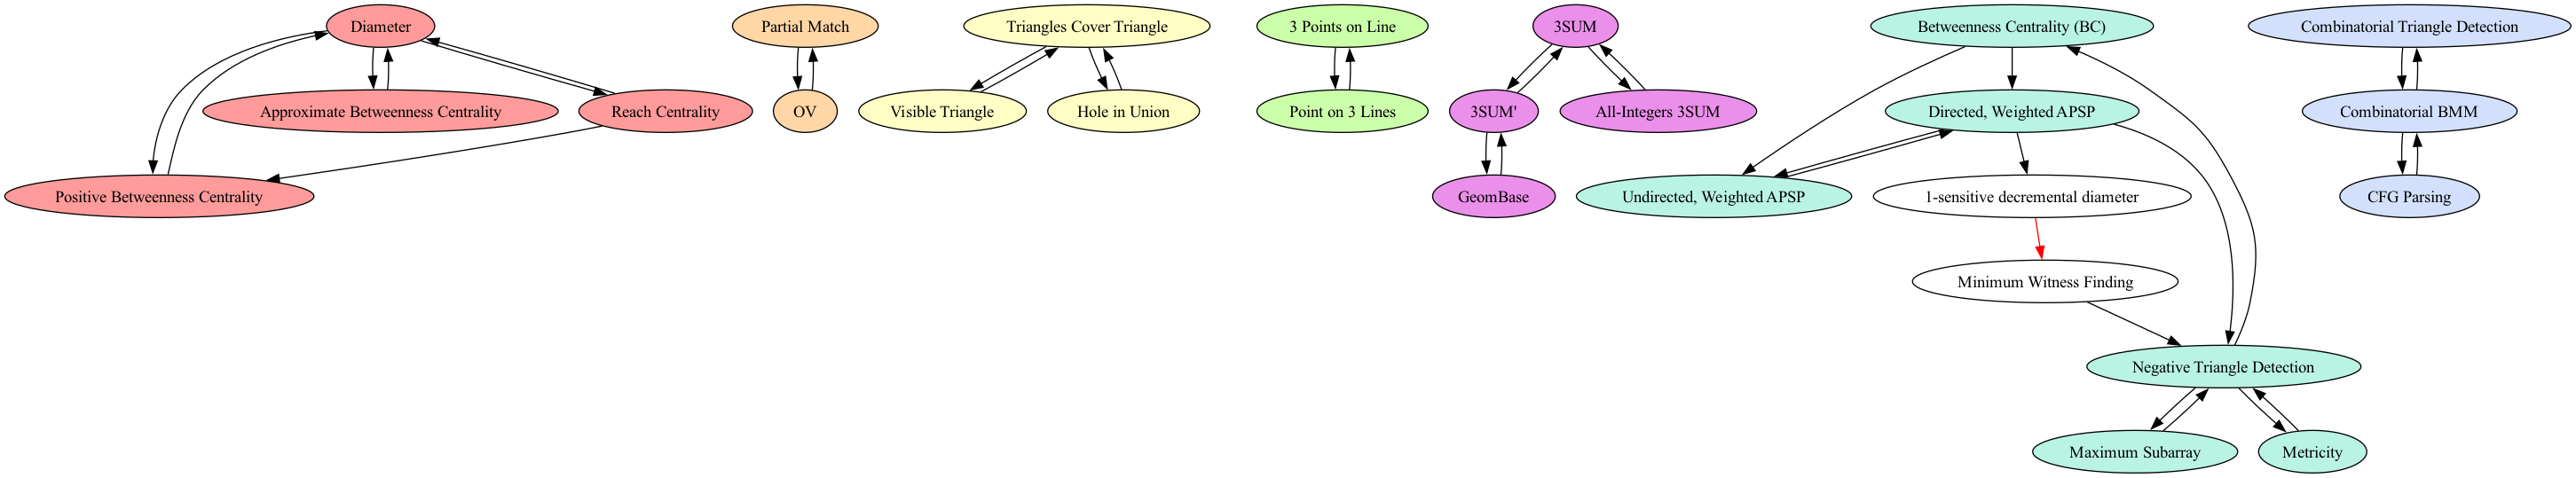 Diameter
Partial Match
Triangles Cover Triangle
3 Points on Line
3SUM
Betweenness Centrality (BC)
Combinatorial Triangle Detection
Approximate Betweenness Centrality
Reach Centrality
OV
Visible Triangle
Hole in Union
Point on 3 Lines
3SUM'
All-Integers 3SUM
Directed, Weighted APSP
Combinatorial BMM
Positive Betweenness Centrality
GeomBase
Undirected, Weighted APSP
1-sensitive decremental diameter
CFG Parsing
Minimum Witness Finding
Negative Triangle Detection
Maximum Subarray
Metricity